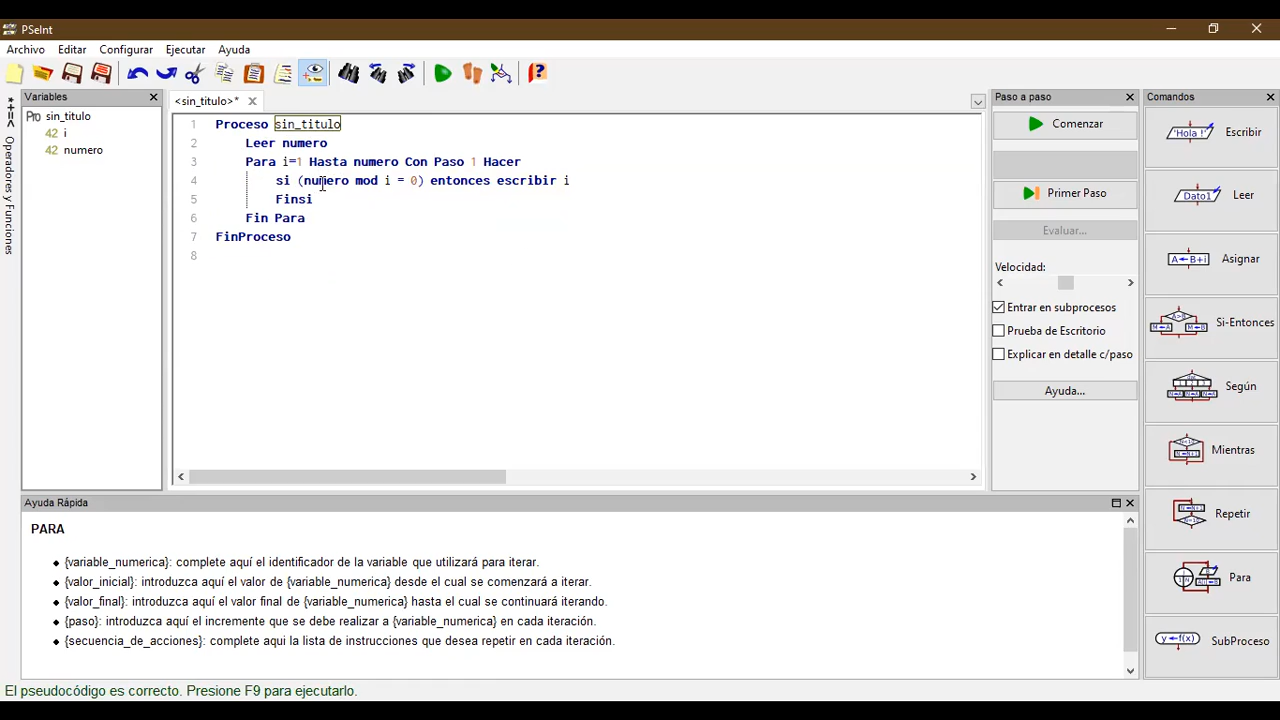 PSeInt
Archivo Editar Configurar Ejecutar Ayuda
Variables
<sin_titulo>*
Paso a paso
Comandos
*+=< Operadores y Funciones
Pro sin_titulo
42 i
42 numero
1 Proceso sin_titulo
2 Leer numero
3 Para i=1 Hasta numero Con Paso 1 Hacer
4 si (numero mod i = 0) entonces escribir i
5 Finsi
6 Fin Para
7 FinProceso
8
Comenzar
Primer Paso
Evaluar...
Velocidad:
Entrar en subprocesos
Prueba de Escritorio
Explicar en detalle c/paso
Ayuda...
'Hola !' Escribir
Dato1 Leer
A←B+i Asignar
Si-Entonces
Según
Mientras
Repetir
Para
y←f(x) SubProceso
Ayuda Rápida
PARA
{variable_numerica}: complete aquí el identificador de la variable que utilizará para iterar.
{valor_inicial}: introduzca aquí el valor de {variable_numerica} desde el cual se comenzará a iterar.
{valor_final}: introduzca aquí el valor final de {variable_numerica} hasta el cual se continuará iterando.
{paso}: introduzca aquí el incremente que se debe realizar a {variable_numerica} en cada iteración.
{secuencia_de_acciones}: complete aqui la lista de instrucciones que desea repetir en cada iteración.
El pseudocódigo es correcto. Presione F9 para ejecutarlo.